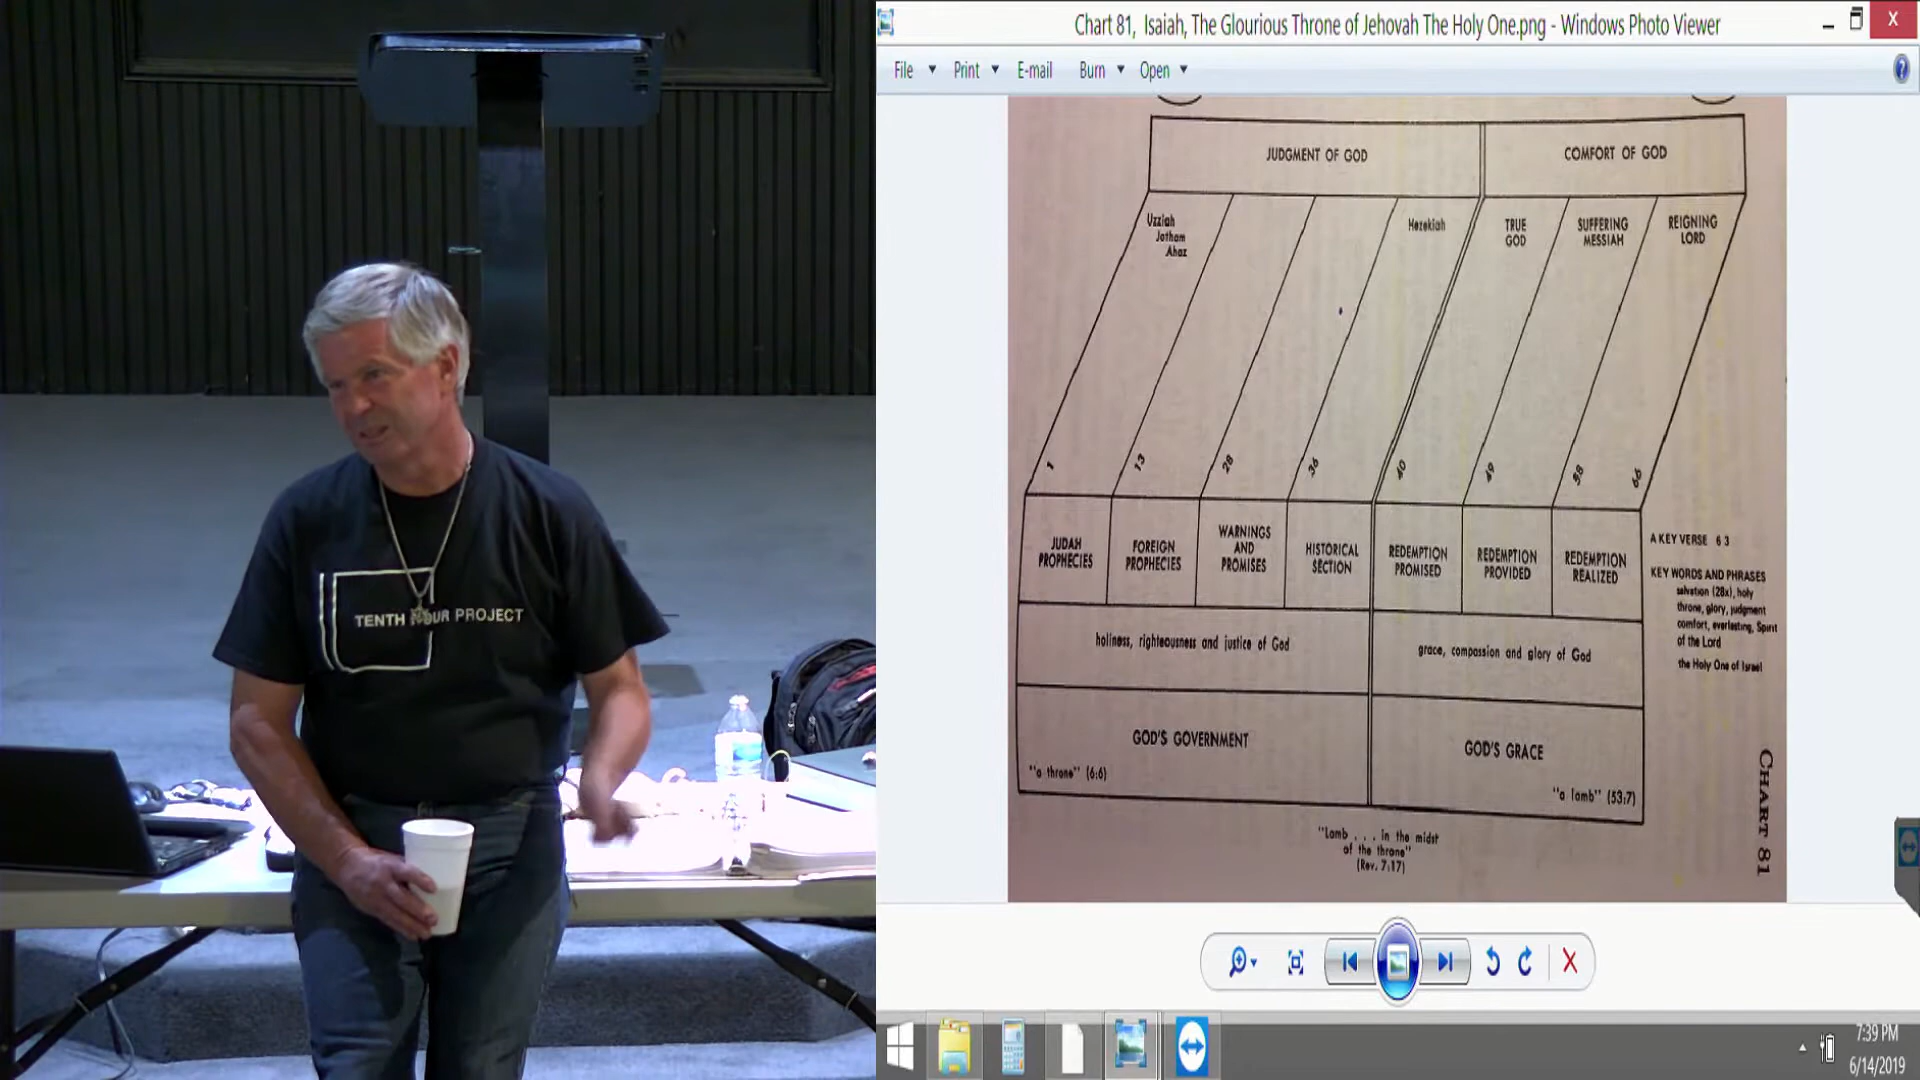 TENTH HOUR PROJECT
Chart 81,  Isaiah, The Glourious Throne of Jehovah The Holy One.png - Windows Photo Viewer
File
Print
E-mail
Burn
Open
JUDGMENT OF GOD
COMFORT OF GOD
Uzziah
Jotham
Ahaz
Hezekiah
TRUE
GOD
SUFFERING
MESSIAH
REIGNING
LORD
1
13
28
36
40
49
58
66
JUDAH
PROPHECIES
FOREIGN
PROPHECIES
WARNINGS
AND
PROMISES
HISTORICAL
SECTION
REDEMPTION
PROMISED
REDEMPTION
PROVIDED
REDEMPTION
REALIZED
A KEY VERSE 6 3
KEY WORDS AND PHRASES
salvation (28x), holy
throne, glory, judgment
comfort, everlasting, Spirit
of the Lord
the Holy One of Israel
holiness, righteousness and justice of God
grace, compassion and glory of God
GOD'S GOVERNMENT
GOD'S GRACE
"a throne" (6:6)
"a lamb" (53:7)
"Lamb . . . in the midst
of the throne"
(Rev. 7:17)
CHART 81
7:39 PM
6/14/2019